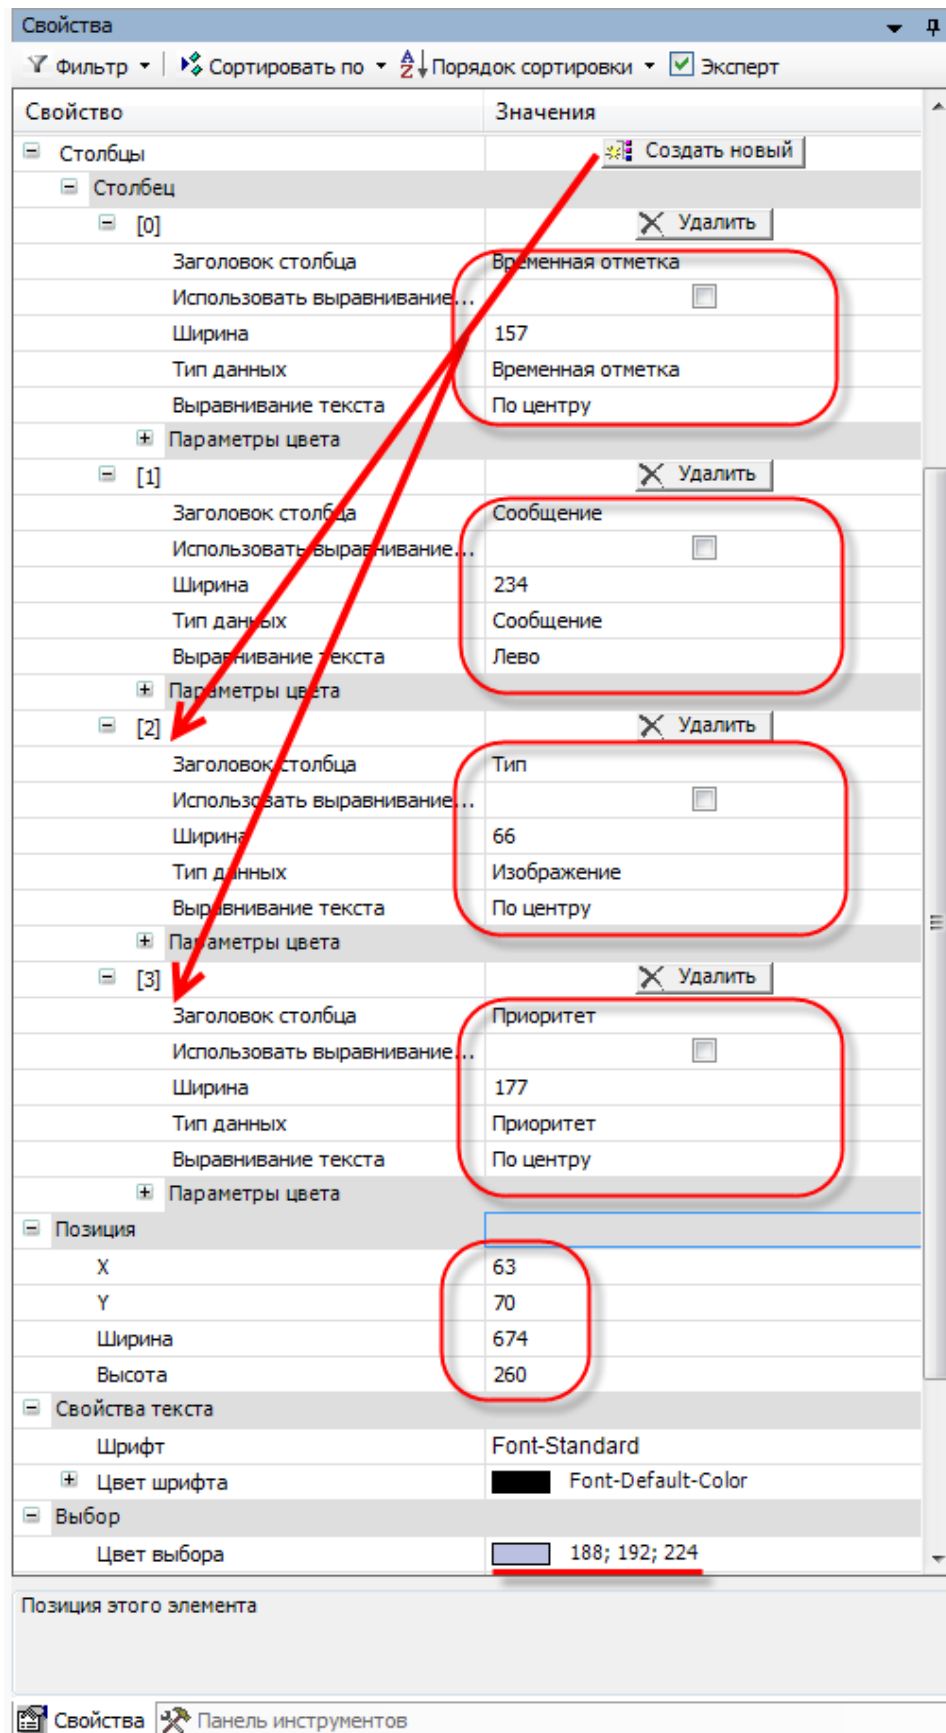 Свойства
Фильтр Сортировать по Порядок сортировки Эксперт
Свойство Значения
Столбцы Создать новый
Столбец
[0] Удалить
Заголовок столбца Временная отметка
Использовать выравнивание...
Ширина 157
Тип данных Временная отметка
Выравнивание текста По центру
Параметры цвета
[1] Удалить
Заголовок столбца Сообщение
Использовать выравнивание...
Ширина 234
Тип данных Сообщение
Выравнивание текста Лево
Параметры цвета
[2] Удалить
Заголовок столбца Тип
Использовать выравнивание...
Ширина 66
Тип данных Изображение
Выравнивание текста По центру
Параметры цвета
[3] Удалить
Заголовок столбца Приоритет
Использовать выравнивание...
Ширина 177
Тип данных Приоритет
Выравнивание текста По центру
Параметры цвета
Позиция
X 63
Y 70
Ширина 674
Высота 260
Свойства текста
Шрифт Font-Standard
Цвет шрифта Font-Default-Color
Выбор
Цвет выбора 188; 192; 224
Позиция этого элемента
Свойства Панель инструментов